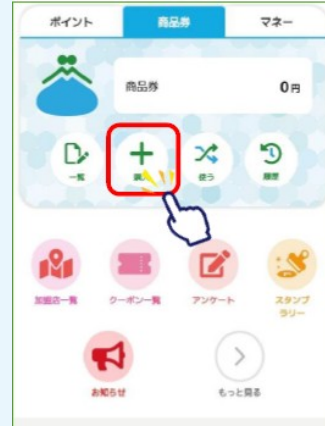 ポイント 商品券 マネー
商品券 0円
一覧 使う 履歴
加盟店一覧 クーポン一覧 アンケート スタンプ
ラリー
お知らせ もっと見る